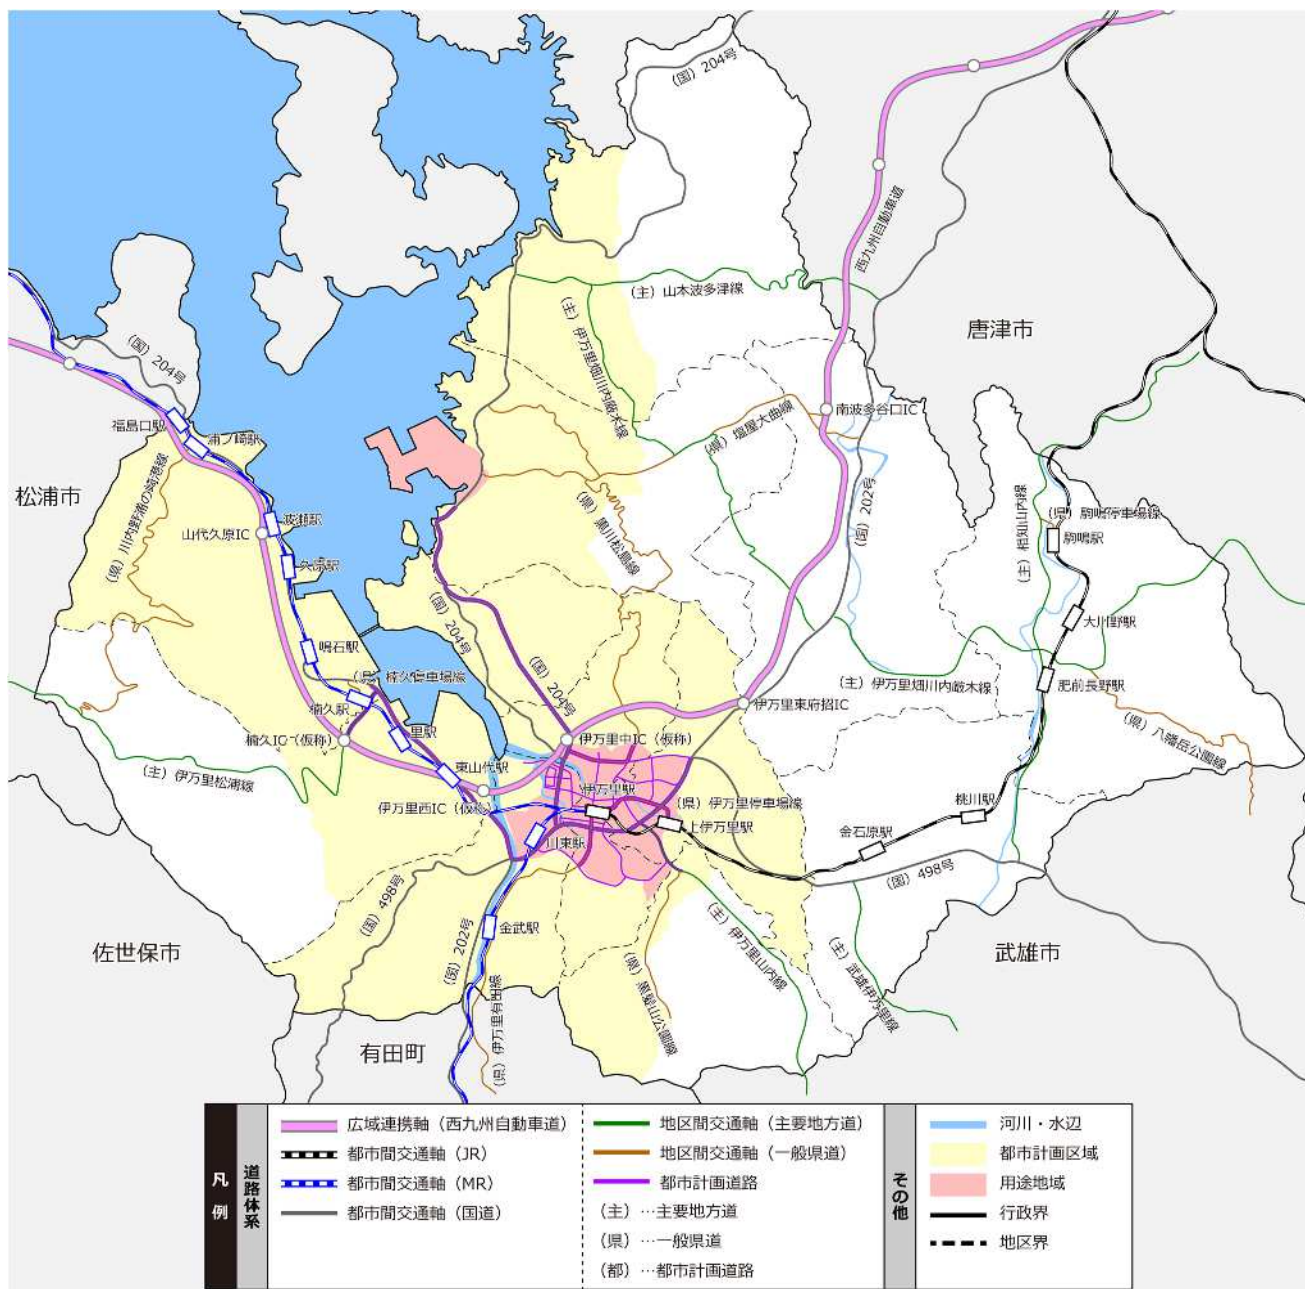 (国) 204号
西九州自動車道
(主) 山本波多津線
唐津市
(主) 伊万里畑川内厳木線
(国) 204号
福島口駅
浦ノ崎駅
(県) 塩屋大曲線
南波多谷口IC
松浦市
(県) 川内野浦の崎港線
波瀬駅
山代久原IC
久原駅
(県) 黒川松島線
(国) 202号
(主) 相知山内線
(県) 駒鳴停車場線
駒鳴駅
大川野駅
(国) 204号
鳴石駅
(県) 楠久停車場線
(国) 204号
(主) 伊万里畑川内厳木線
肥前長野駅
楠久駅
伊万里東府招IC
(県) 八幡岳公園線
里駅
楠久IC (仮称)
伊万里中IC (仮称)
(主) 伊万里松浦線
東山代駅
伊万里駅
伊万里西IC (仮称)
(県) 伊万里停車場線
上伊万里駅
桃川駅
金石原駅
川東駅
(国) 498号
(国) 498号
金武駅
(国) 202号
(主) 伊万里山内線
(県) 黒髪山公園線
(主) 武雄伊万里線
佐世保市
武雄市
(県) 伊万里有田線
有田町
凡例
道路体系
広域連携軸 (西九州自動車道)
都市間交通軸 (JR)
都市間交通軸 (MR)
都市間交通軸 (国道)
地区間交通軸 (主要地方道)
地区間交通軸 (一般県道)
都市計画道路
(主) …主要地方道
(県) …一般県道
(都) …都市計画道路
その他
河川・水辺
都市計画区域
用途地域
行政界
地区界